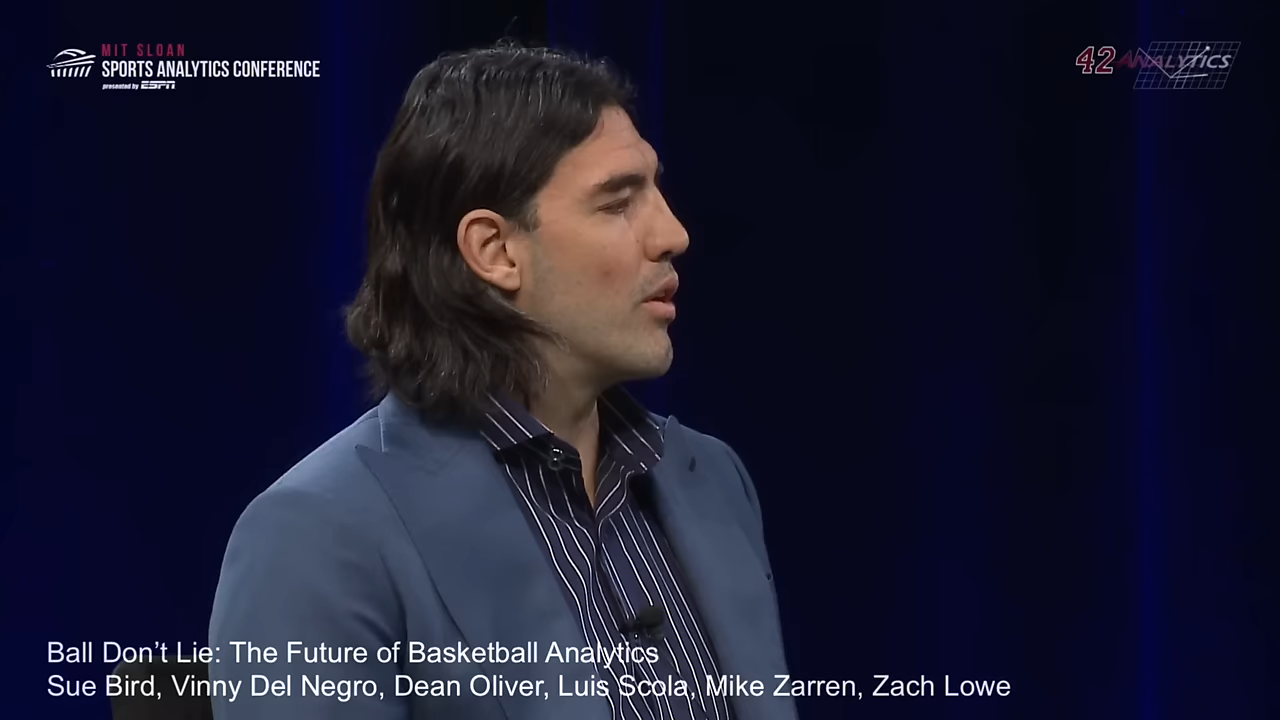 MIT SLOAN
SPORTS ANALYTICS CONFERENCE
presented by ESPN
42 ANALYTICS
Ball Don’t Lie: The Future of Basketball Analytics
Sue Bird, Vinny Del Negro, Dean Oliver, Luis Scola, Mike Zarren, Zach Lowe